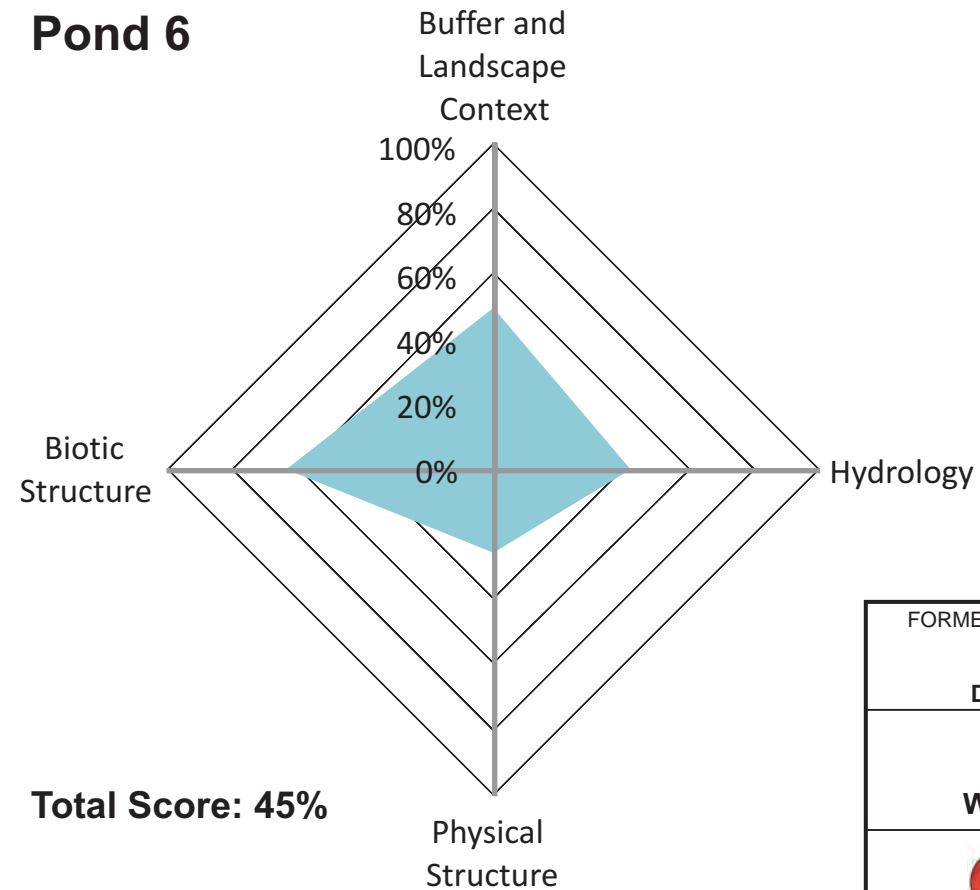 Pond 6
Buffer and
Landscape
Context
100%
80%
60%
40%
20%
0%
Biotic
Structure
Hydrology
Physical
Structure
Total Score: 45%